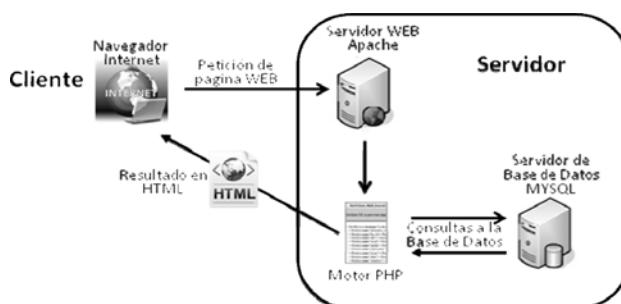 Cliente
Navegador
Internet
INTERNET
Petición de
pagina WEB
Servidor WEB
Apache
Servidor
Resultado en
HTML
HTML
Motor PHP
Consultas a la
Base de Datos
Servidor de
Base de Datos
MYSQL